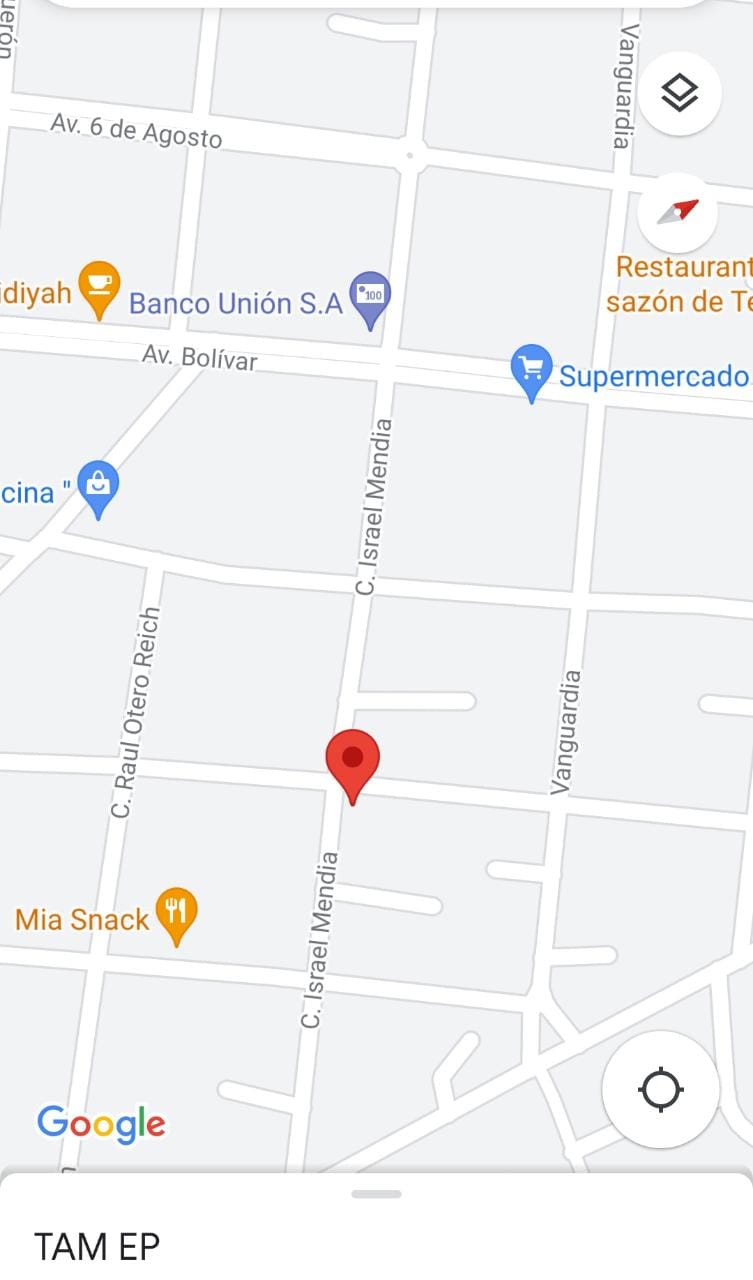 Vanguardia
Av. 6 de Agosto
Restaurant
sazón de Te
idiyah
Banco Unión S.A
100
Av. Bolívar
Supermercado
C. Israel Mendia
cina "
C. Raul Otero Reich
Vanguardia
C. Israel Mendia
Mia Snack
Google
TAM EP